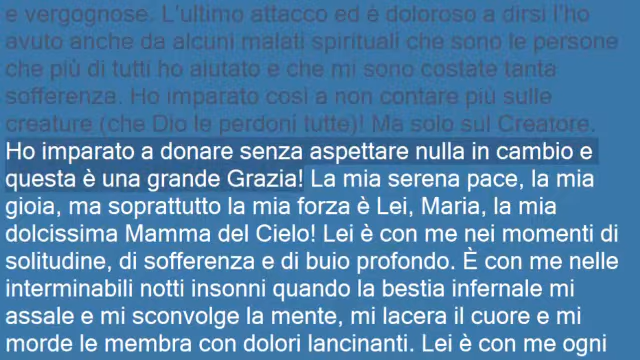 e vergognose. L'ultimo attacco ed è doloroso a dirsi l'ho
avuto anche da alcuni malati spirituali che sono le persone
che più di tutti ho aiutato e che mi sono costate tanta
sofferenza. Ho imparato così a non contare più sulle
creature (che Dio le perdoni tutte)! Ma solo sul Creatore.
Ho imparato a donare senza aspettare nulla in cambio e
questa è una grande Grazia! La mia serena pace, la mia
gioia, ma soprattutto la mia forza è Lei, Maria, la mia
dolcissima Mamma del Cielo! Lei è con me nei momenti di
solitudine, di sofferenza e di buio profondo. È con me nelle
interminabili notti insonni quando la bestia infernale mi
assale e mi sconvolge la mente, mi lacera il cuore e mi
morde le membra con dolori lancinanti. Lei è con me ogni